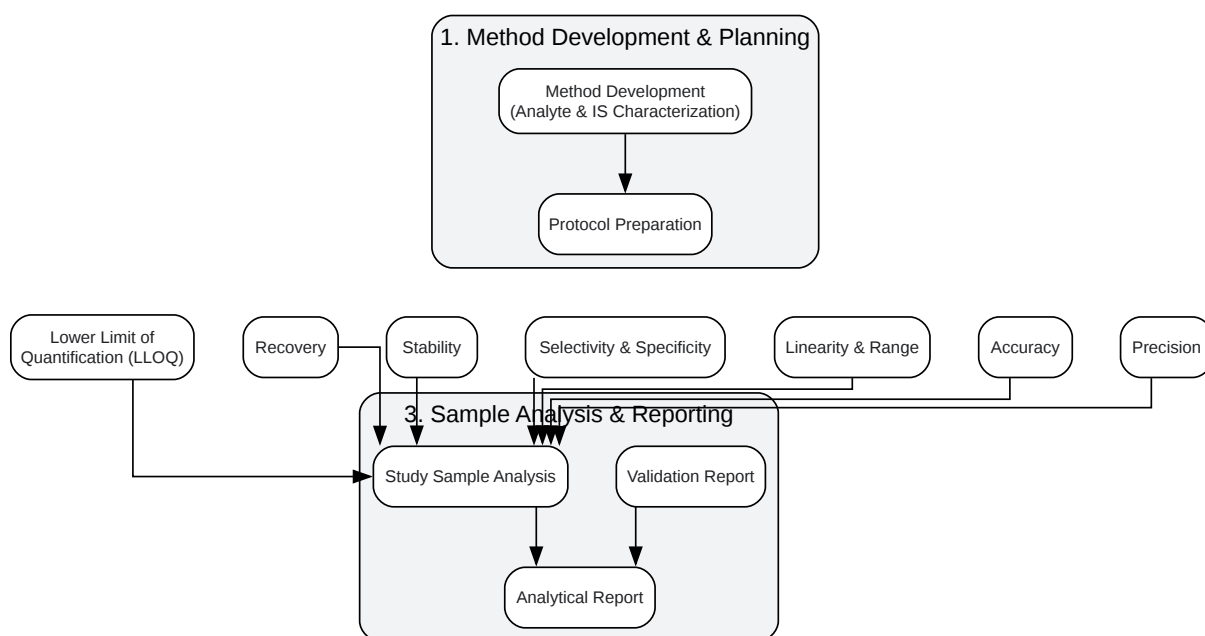 1. Method Development & Planning
Method Development
(Analyte & IS Characterization)
Protocol Preparation
Lower Limit of
Quantification (LLOQ)
Recovery
Stability
Selectivity & Specificity
Linearity & Range
Accuracy
Precision
3. Sample Analysis & Reporting
Study Sample Analysis
Validation Report
Analytical Report